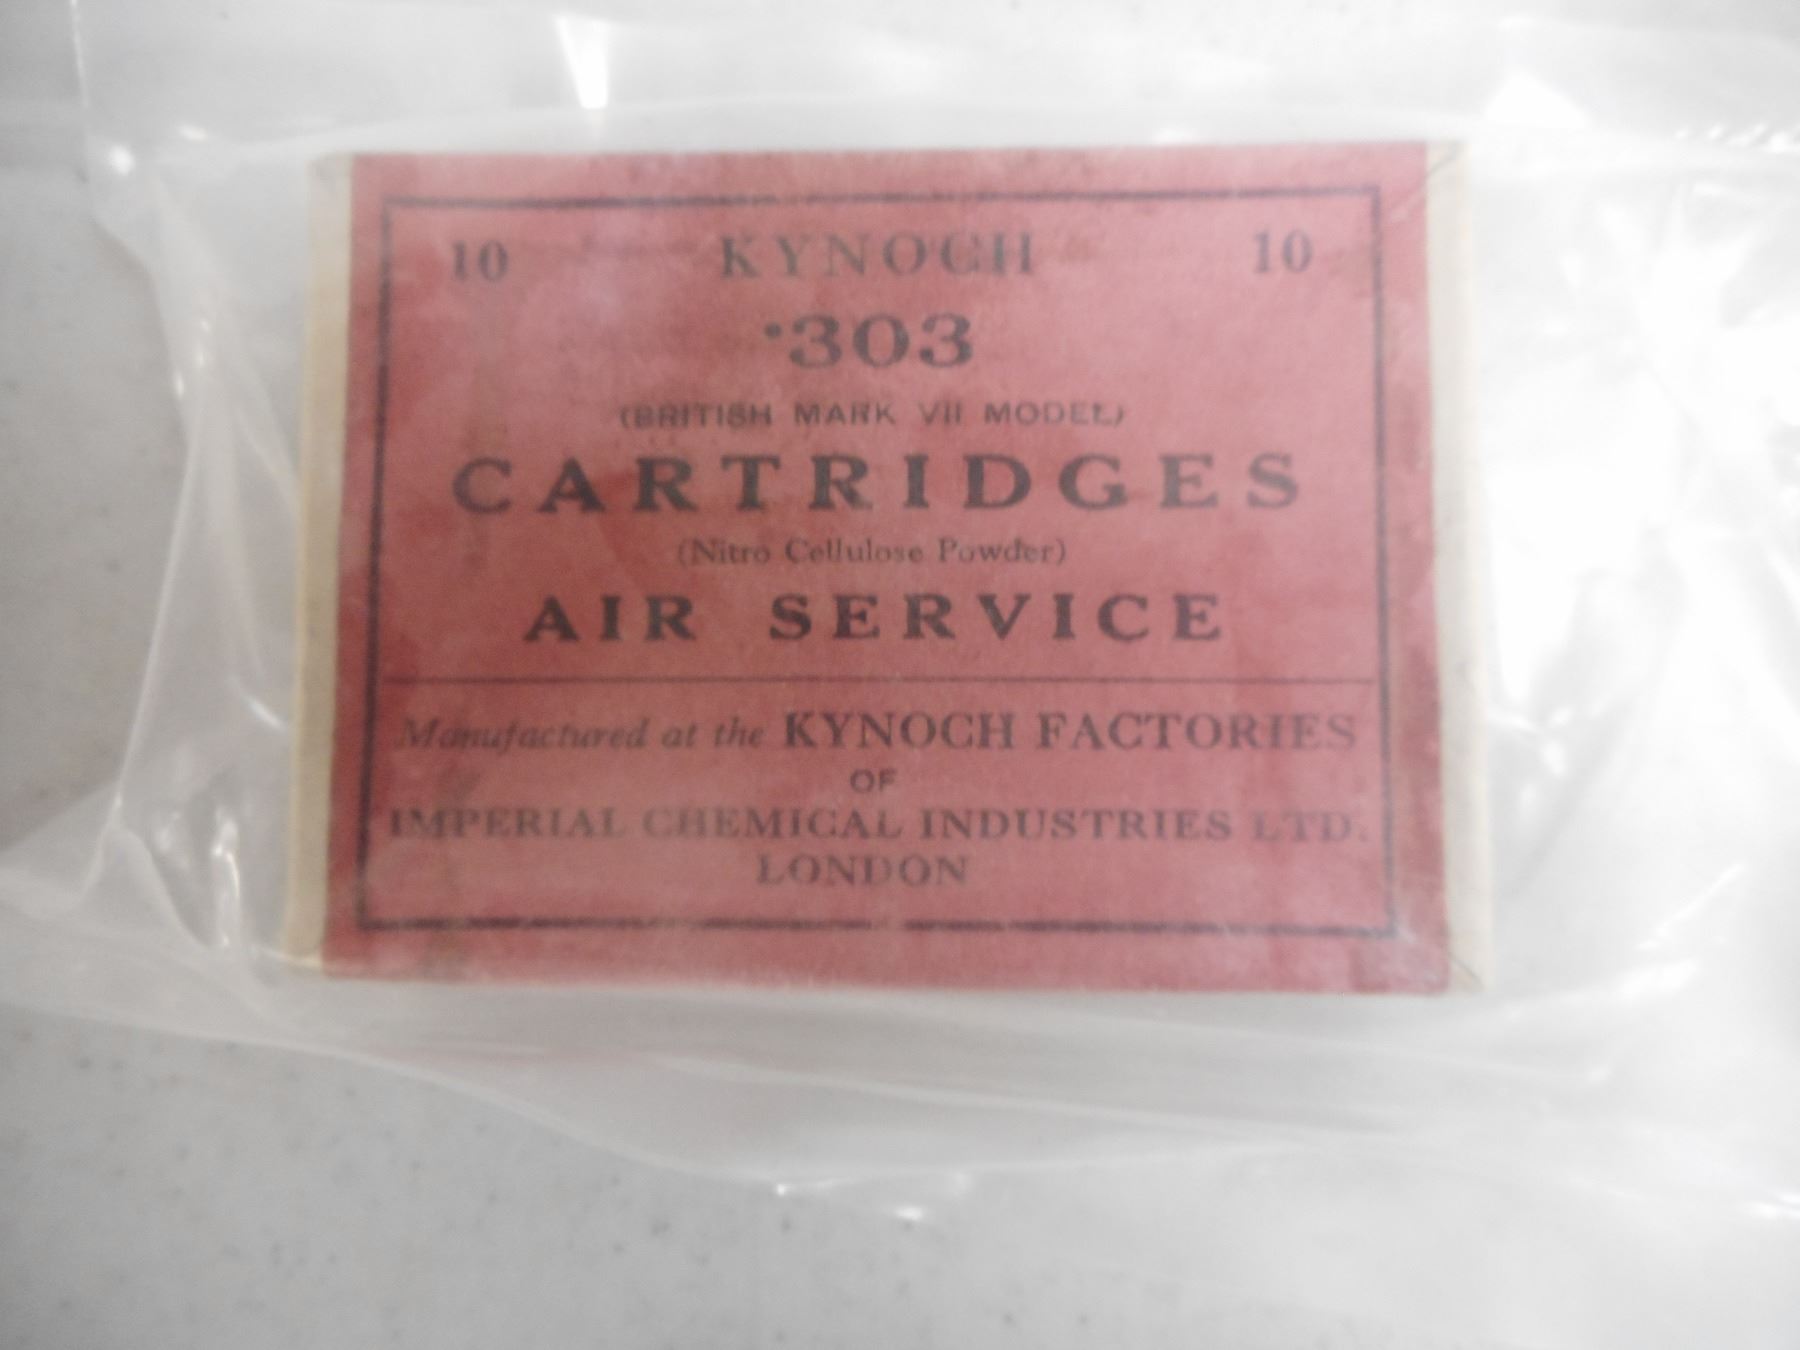 10 KYNOCH 10
·303
(BRITISH MARK VII MODEL)
CARTRIDGES
(Nitro Cellulose Powder)
AIR SERVICE
Manufactured at the KYNOCH FACTORIES
OF
IMPERIAL CHEMICAL INDUSTRIES LTD.
LONDON